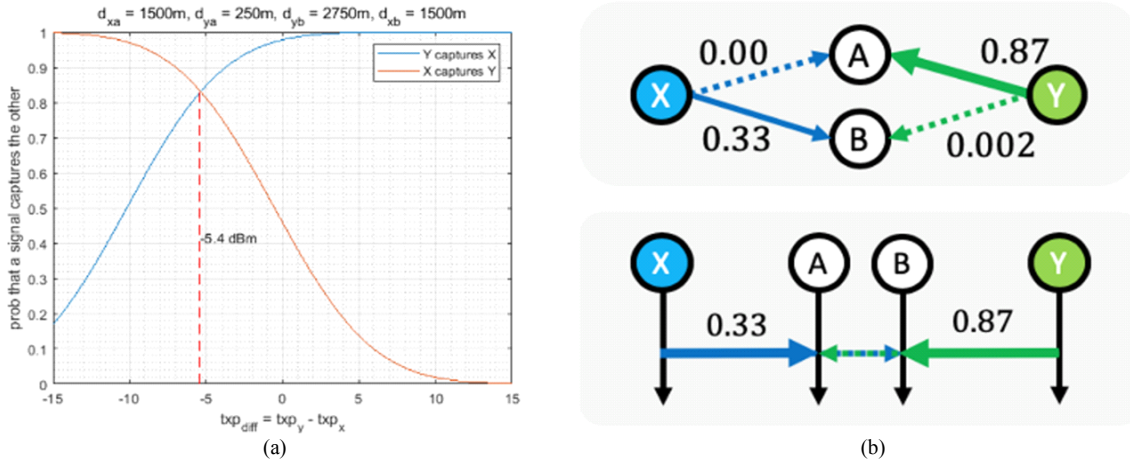 d_xa = 1500m, d_ya = 250m, d_yb = 2750m, d_xb = 1500m
1
0.9
0.8
0.7
0.6
0.5
0.4
0.3
0.2
0.1
0
prob that a signal captures the other
Y captures X
X captures Y
-5.4 dBm
-15
-10
-5
0
5
10
15
txp_diff = txp_y - txp_x
(a)
0.00
A
0.87
X
Y
0.33
B
0.002
X
A
B
Y
0.33
0.87
(b)